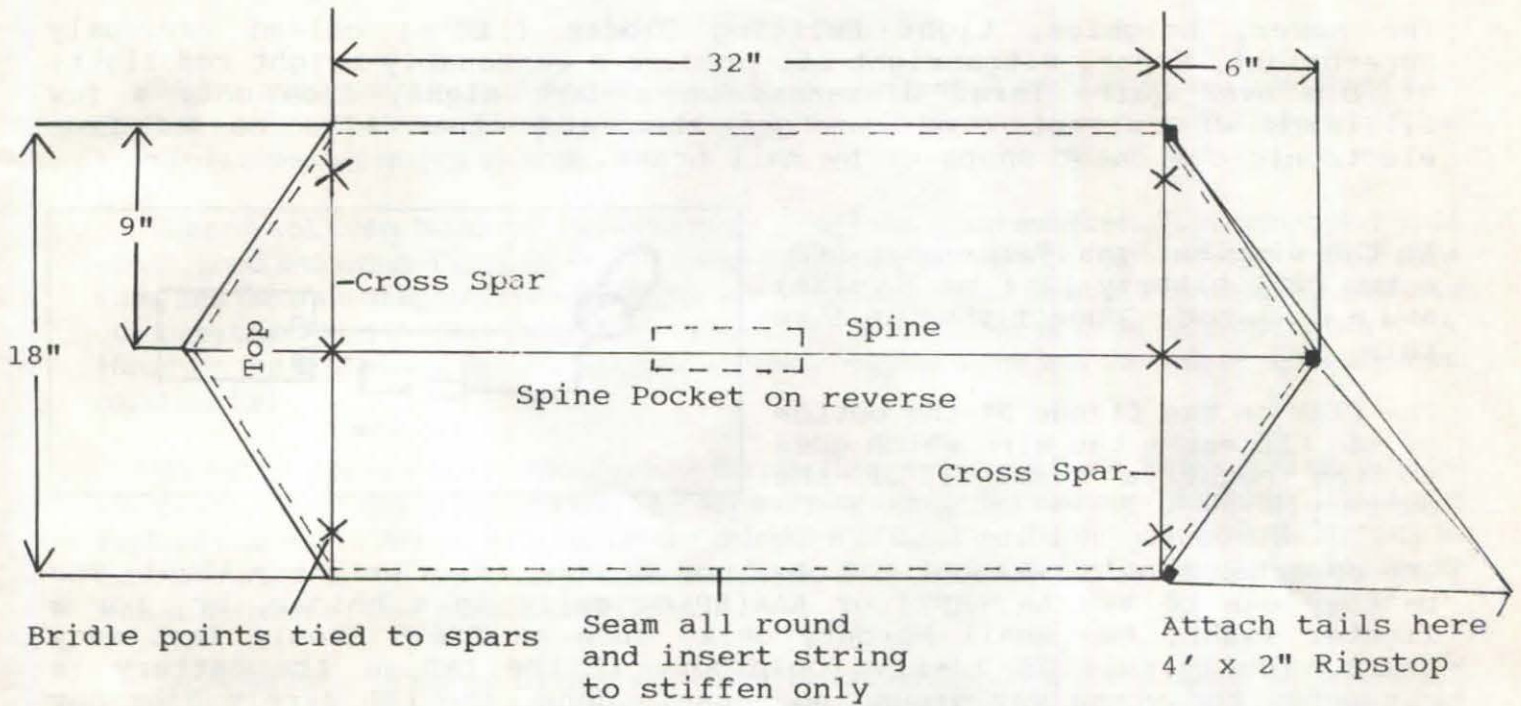 32"
6"
9"
18"
Cross Spar
Top
Spine
Spine Pocket on reverse
Cross Spar
Bridle points tied to spars
Seam all round
and insert string
to stiffen only
Attach tails here
4' x 2" Ripstop